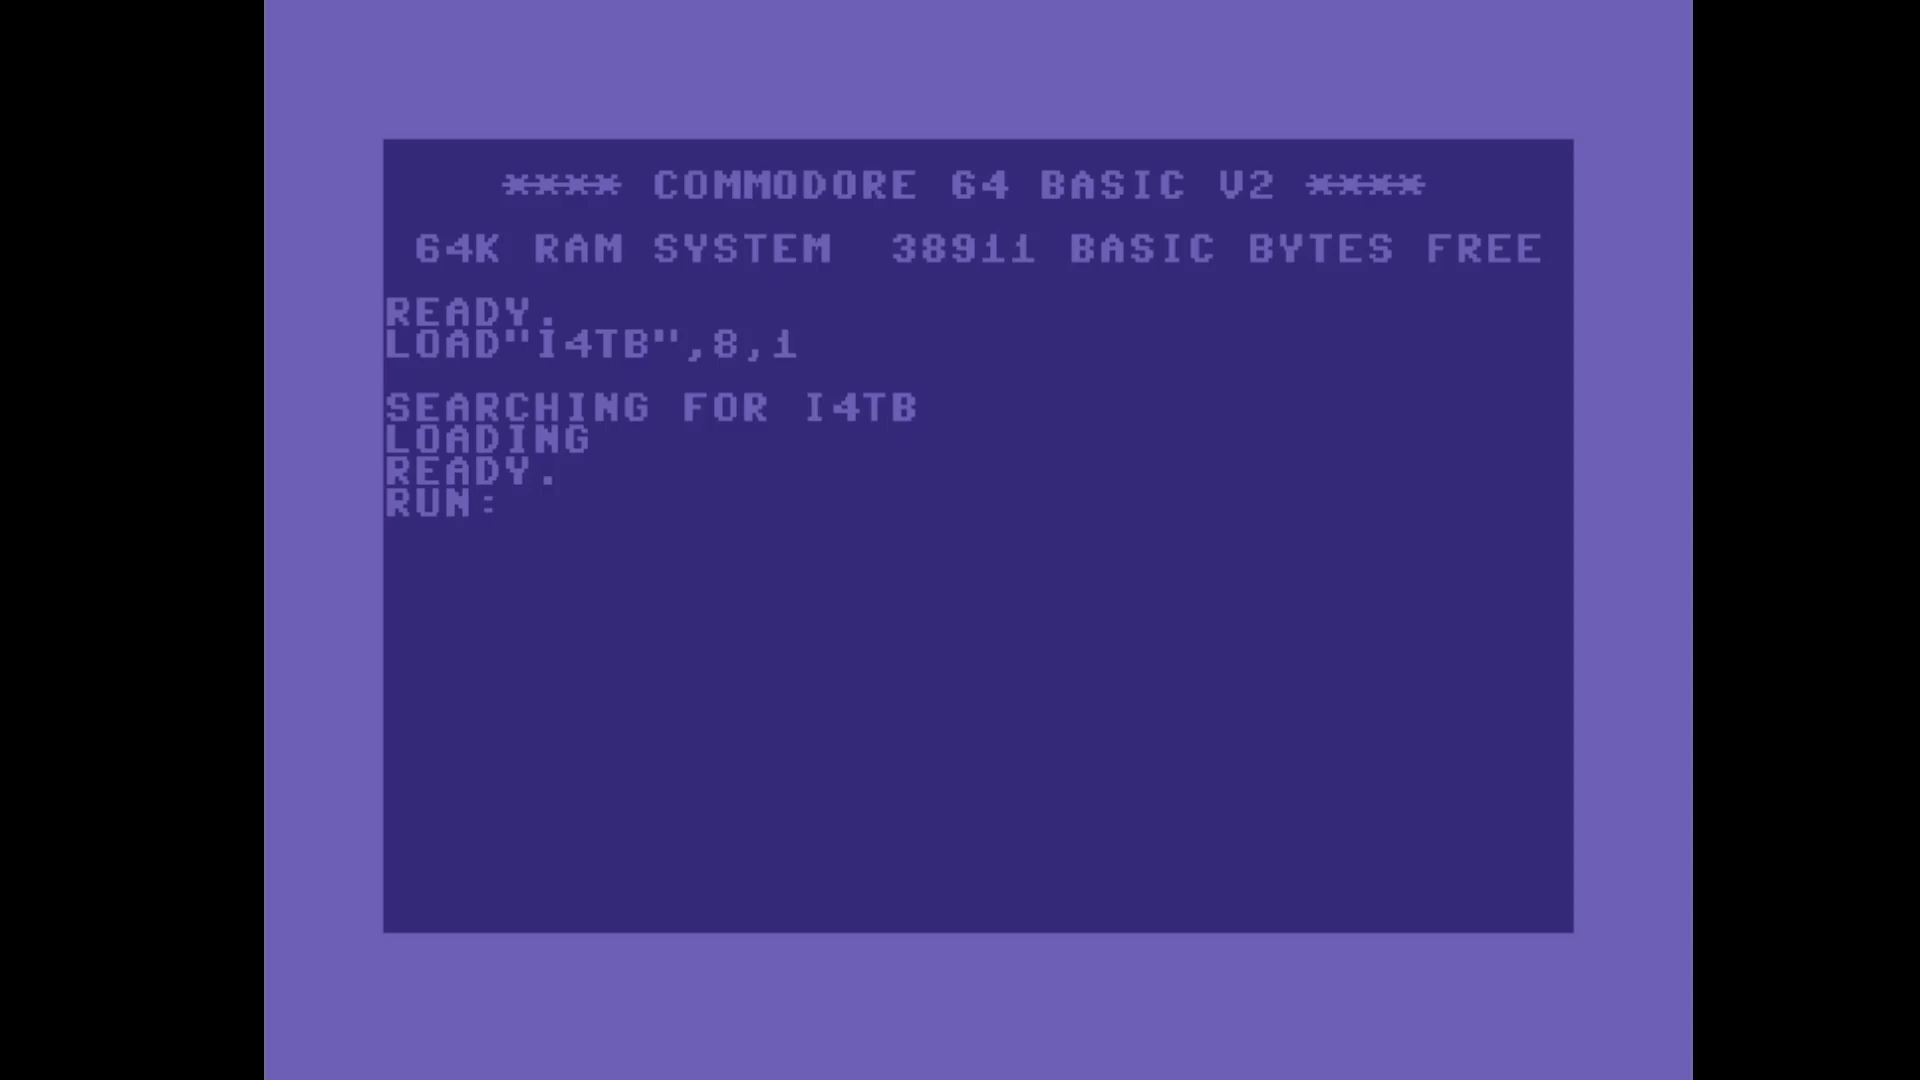 **** COMMODORE 64 BASIC V2 ****
64K RAM SYSTEM  38911 BASIC BYTES FREE
READY.
LOAD"I4TB",8,1
SEARCHING FOR I4TB
LOADING
READY.
RUN: